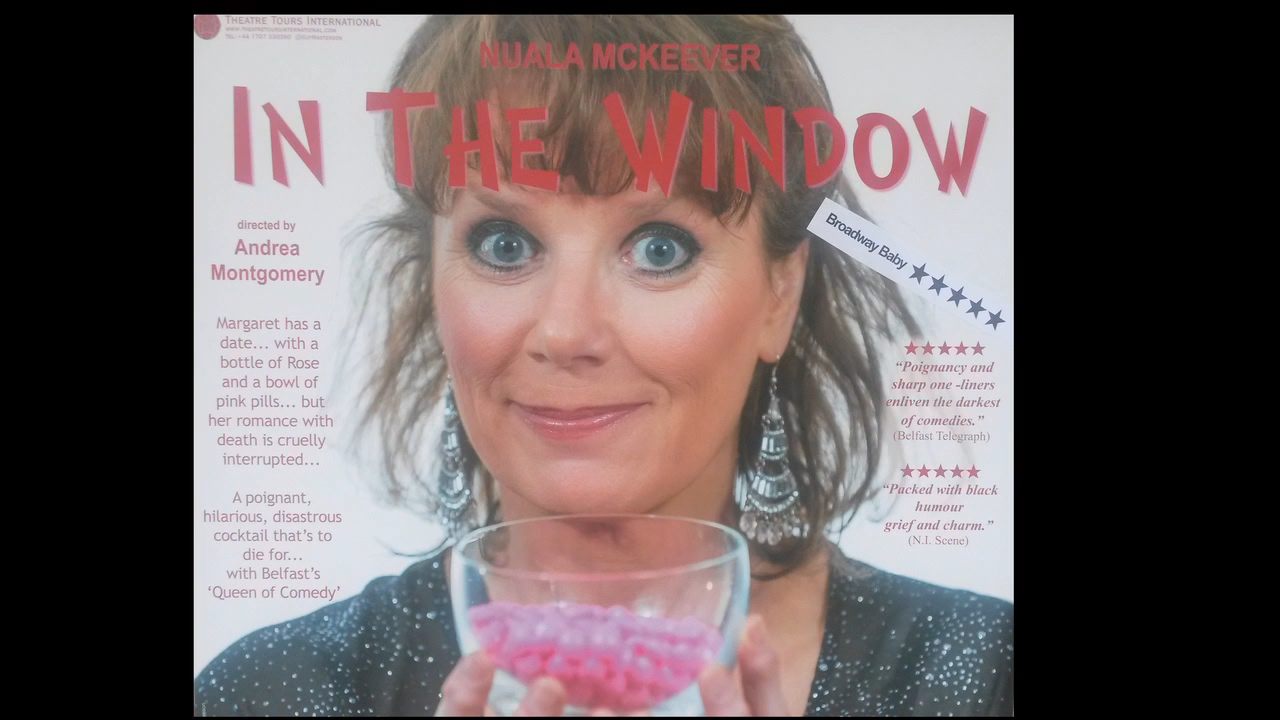 THEATRE TOURS INTERNATIONAL
NUALA MCKEEVER
IN THE WINDOW
directed by
Andrea
Montgomery
Margaret has a
date... with a
bottle of Rose
and a bowl of
pink pills... but
her romance with
death is cruelly
interrupted...
A poignant,
hilarious, disastrous
cocktail that's to
die for...
with Belfast's
'Queen of Comedy'
Broadway Baby ★★★★★
★★★★★
“Poignancy and
sharp one -liners
enliven the darkest
of comedies.”
(Belfast Telegraph)
★★★★★
“Packed with black
humour
grief and charm.”
(N.I. Scene)